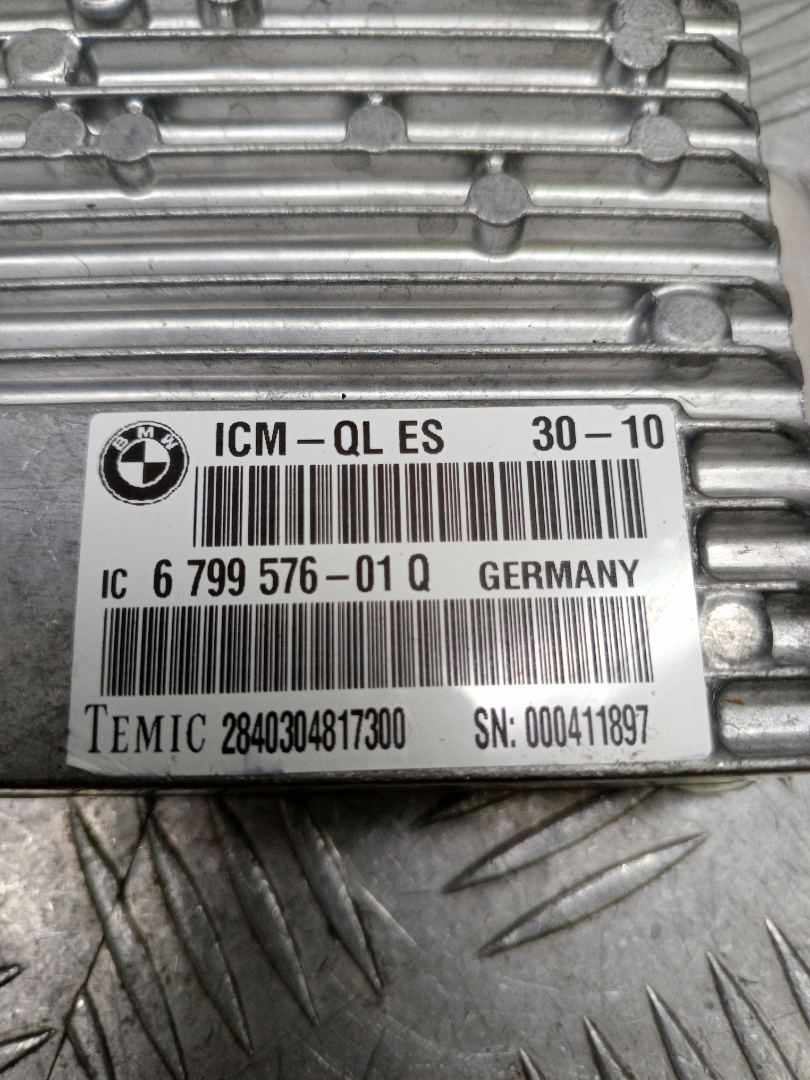 BMW
ICM – QL ES 30 – 10
IC 6 799 576 – 01 Q GERMANY
TEMIC 2840304817300 SN: 000411897